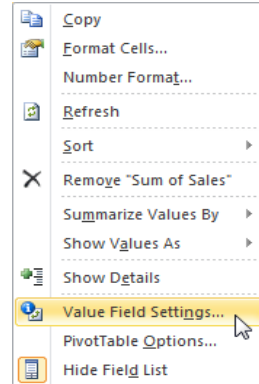 Copy
Format Cells...
Number Format...
Refresh
Sort
Remove "Sum of Sales"
Summarize Values By
Show Values As
Show Details
Value Field Settings...
PivotTable Options...
Hide Field List